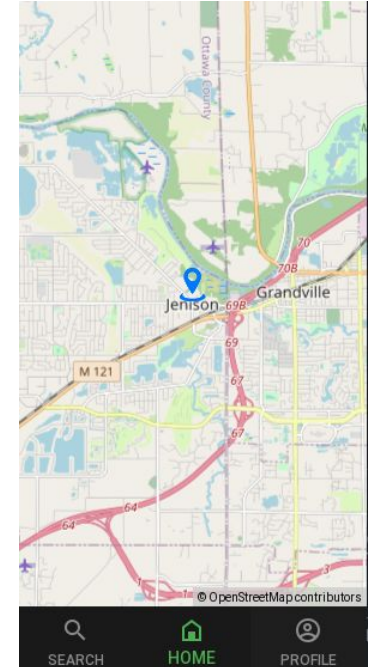 Ottawa County
70
70B
Grandville
Jenison
69B
69
M 121
67
67
64
64
1
1
3
© OpenStreetMap contributors
SEARCH
HOME
PROFILE